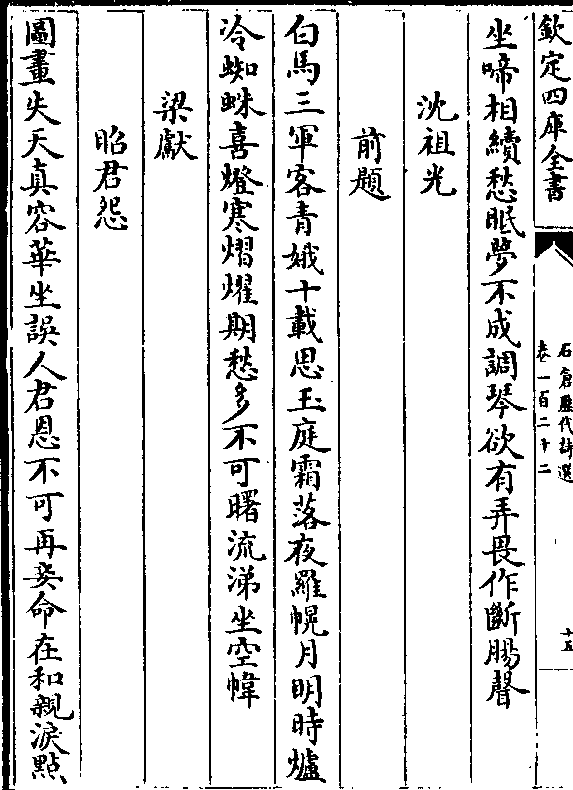 欽定四庫全書
石倉歷代詩選
卷一百二十二
十五
坐啼相續愁眠夢不成調琴欲有弄畏作斷腸聲
沈祖光
前題
白馬三軍客青娥十載思玉庭霜落夜羅幌月明時爐
冷蜘蛛喜燈寒熠燿期愁多不可曙流涕坐空幃
梁獻
昭君怨
圖畫失天真容華坐誤人君恩不可再妾命在和親淚點